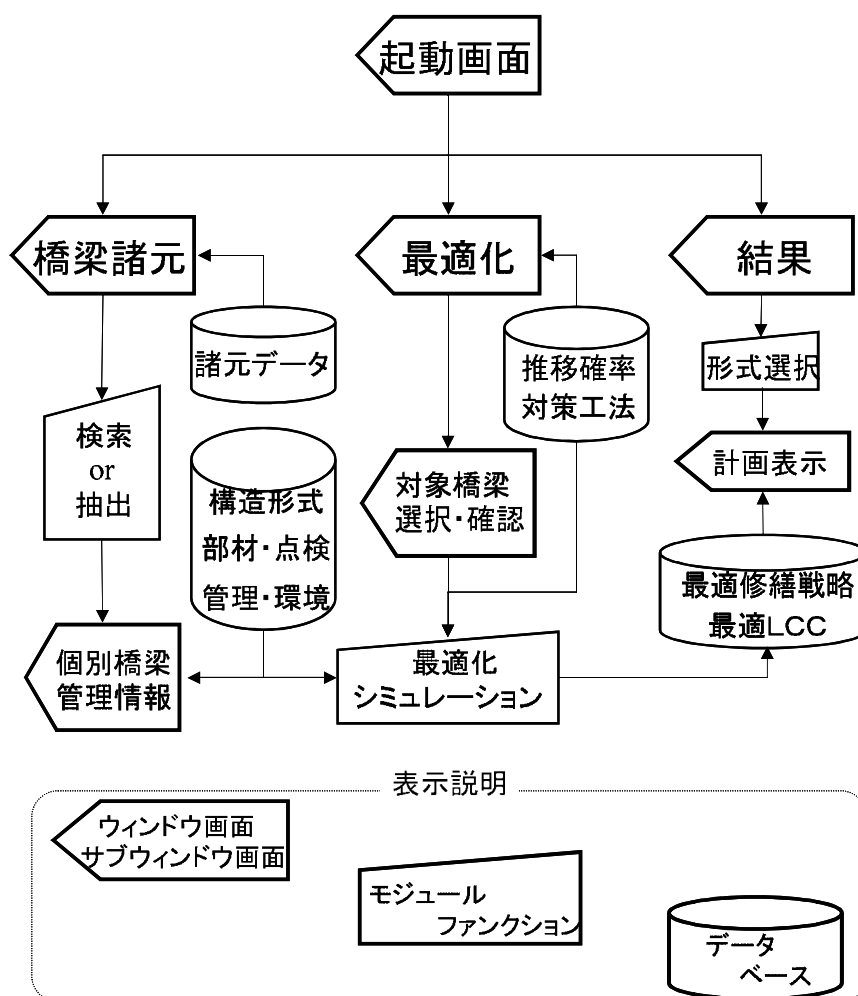 起動画面
橋梁諸元
最適化
結果
諸元データ
推移確率
対策工法
形式選択
検索
or
抽出
構造形式
部材・点検
管理・環境
対象橋梁
選択・確認
計画表示
最適修繕戦略
最適LCC
個別橋梁
管理情報
最適化
シミュレーション
表示説明
ウィンドウ画面
サブウィンドウ画面
モジュール
ファンクション
データ
ベース